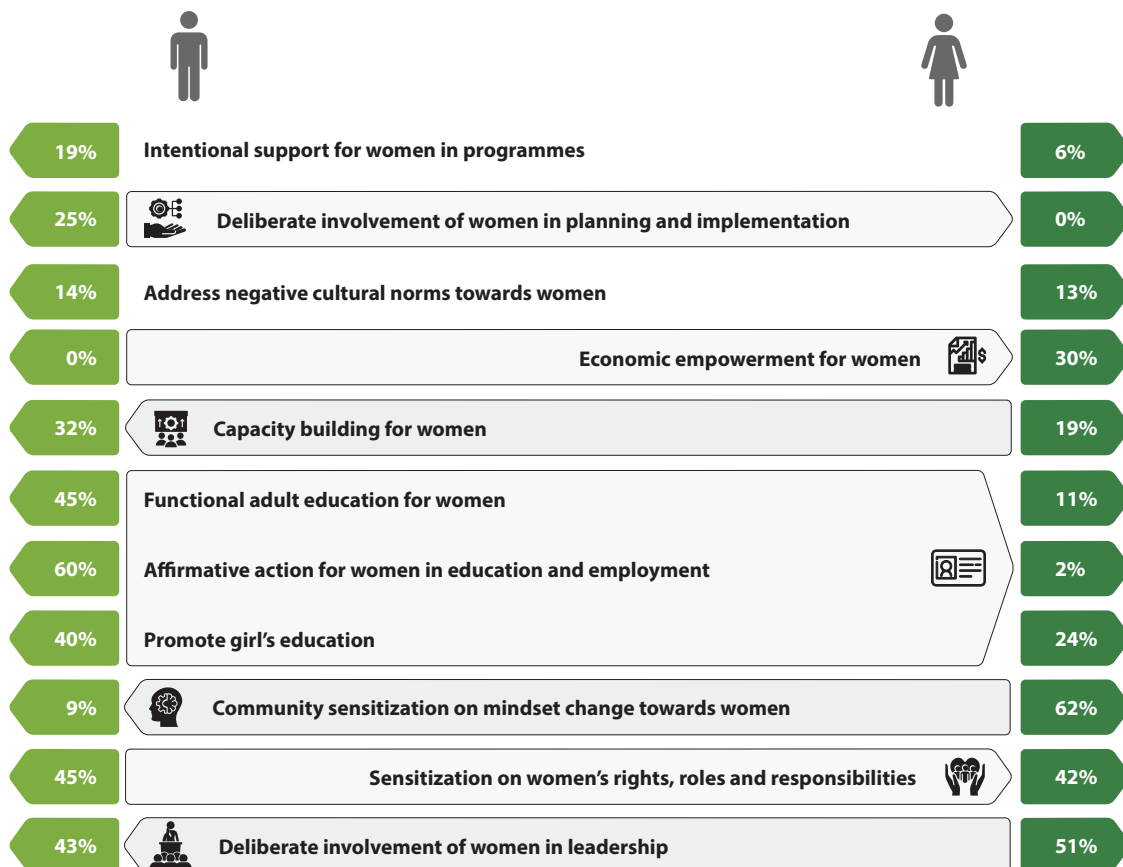 19% Intentional support for women in programmes 6%
25% Deliberate involvement of women in planning and implementation 0%
14% Address negative cultural norms towards women 13%
0% Economic empowerment for women $ 30%
32% Capacity building for women 19%
45% Functional adult education for women 11%
60% Affirmative action for women in education and employment 2%
40% Promote girl’s education 24%
9% Community sensitization on mindset change towards women 62%
45% Sensitization on women’s rights, roles and responsibilities 42%
43% Deliberate involvement of women in leadership 51%